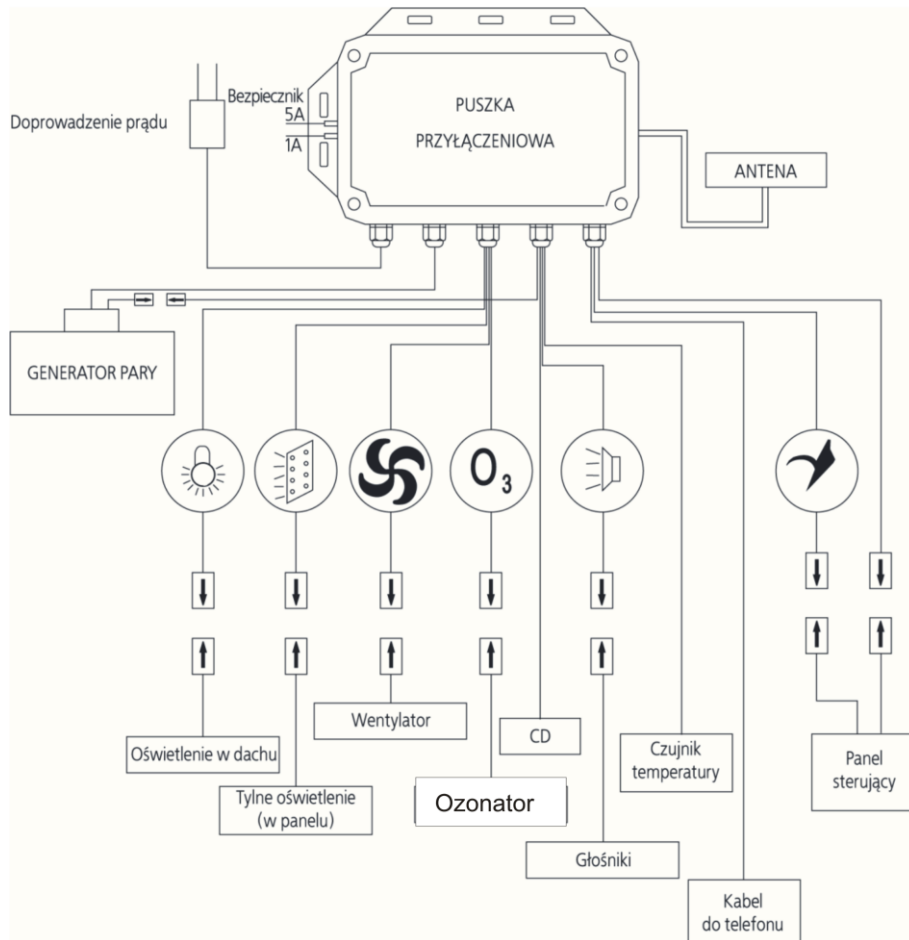 Doprowadzenie prądu
Bezpiecznik
5A
1A
PUSZKA
PRZYŁĄCZENIOWA
ANTENA
GENERATOR PARY
O3
Oświetlenie w dachu
Tylne oświetlenie
(w panelu)
Wentylator
Ozonator
CD
Głośniki
Czujnik
temperatury
Kabel
do telefonu
Panel
sterujący